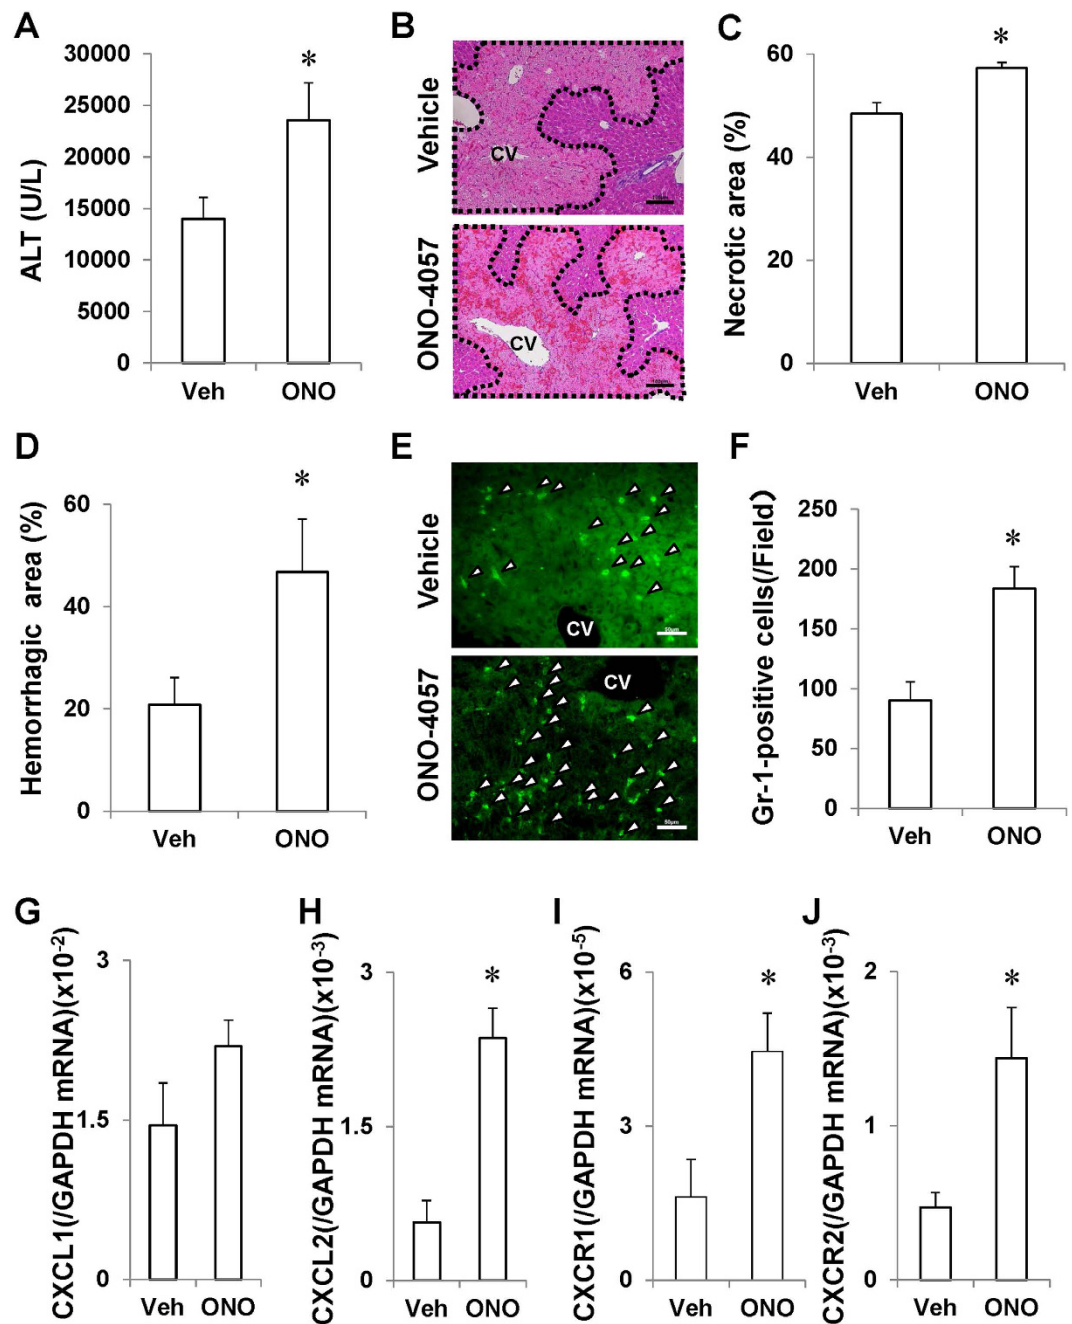 A
30000
25000
20000
15000
10000
5000
0
ALT (U/L)
*
Veh
ONO
B
Vehicle
CV
ONO-4057
CV
C
60
40
20
0
Necrotic area (%)
*
Veh
ONO
D
60
40
20
0
Hemorrhagic area (%)
*
Veh
ONO
E
Vehicle
CV
50µm
ONO-4057
CV
50µm
F
250
200
150
100
50
0
Gr-1-positive cells(/Field)
*
Veh
ONO
G
3
1.5
0
CXCL1(/GAPDH mRNA)(x10-2)
Veh
ONO
H
3
1.5
0
CXCL2(/GAPDH mRNA)(x10-3)
*
Veh
ONO
I
6
3
0
CXCR1(/GAPDH mRNA)(x10-5)
*
Veh
ONO
J
2
1
0
CXCR2(/GAPDH mRNA)(x10-3)
*
Veh
ONO